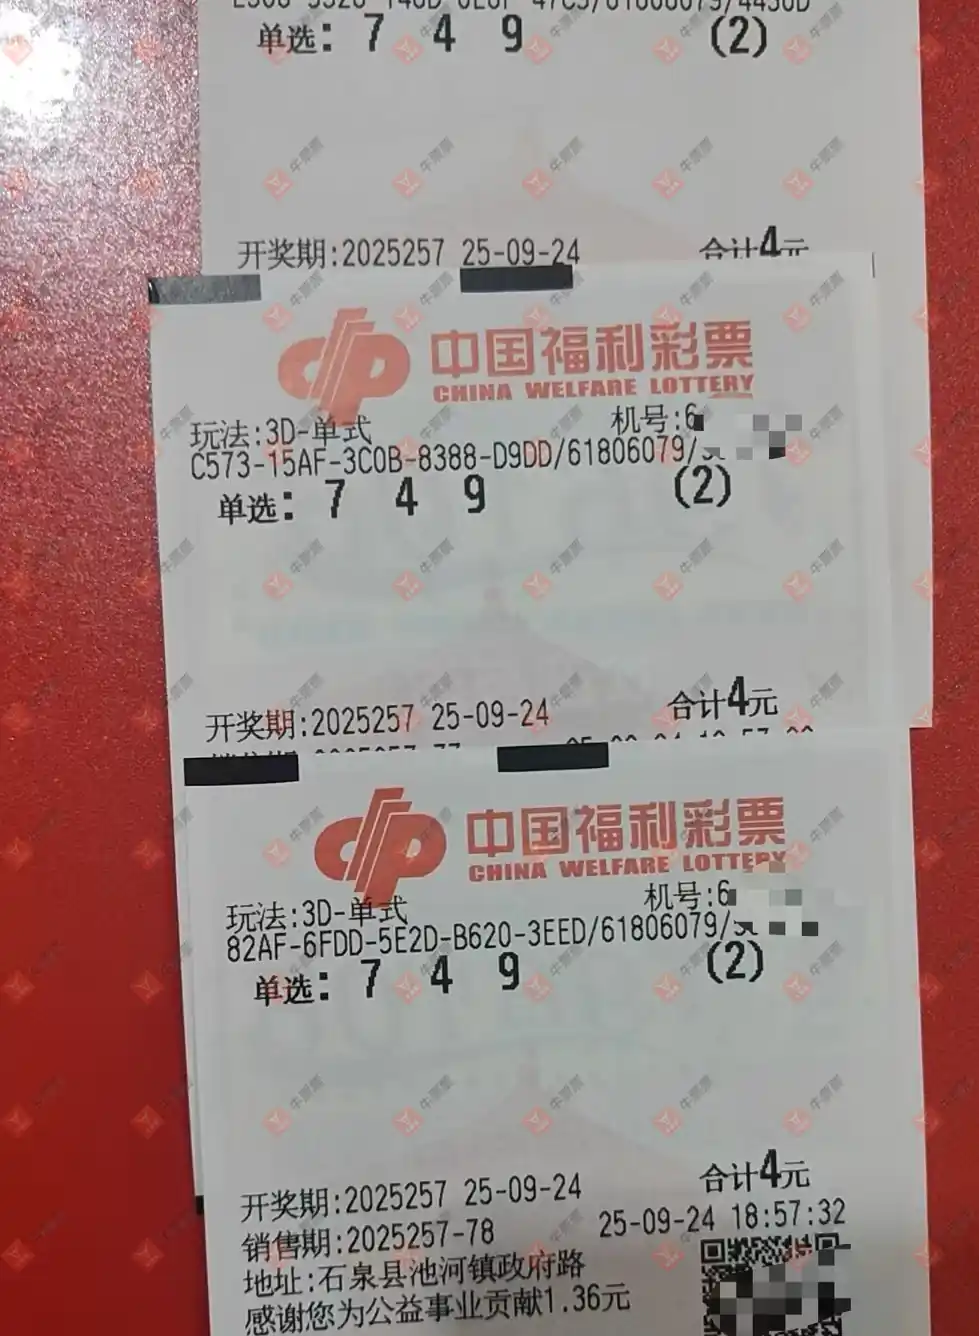 单选: 7 4 9 (2)
开奖期:2025257 25-09-24 合计4元
中国福利彩票
CHINA WELFARE LOTTERY
玩法:3D-单式 机号:6
C573-15AF-3C0B-8388-D9DD/61806079/
单选: 7 4 9 (2)
开奖期:2025257 25-09-24 合计4元
中国福利彩票
CHINA WELFARE LOTTERY
玩法:3D-单式 机号:6
82AF-6FDD-5E2D-B620-3EED/61806079/
单选: 7 4 9 (2)
开奖期:2025257 25-09-24 合计4元
销售期:2025257-78 25-09-24 18:57:32
地址:石泉县池河镇政府路
感谢您为公益事业贡献1.36元